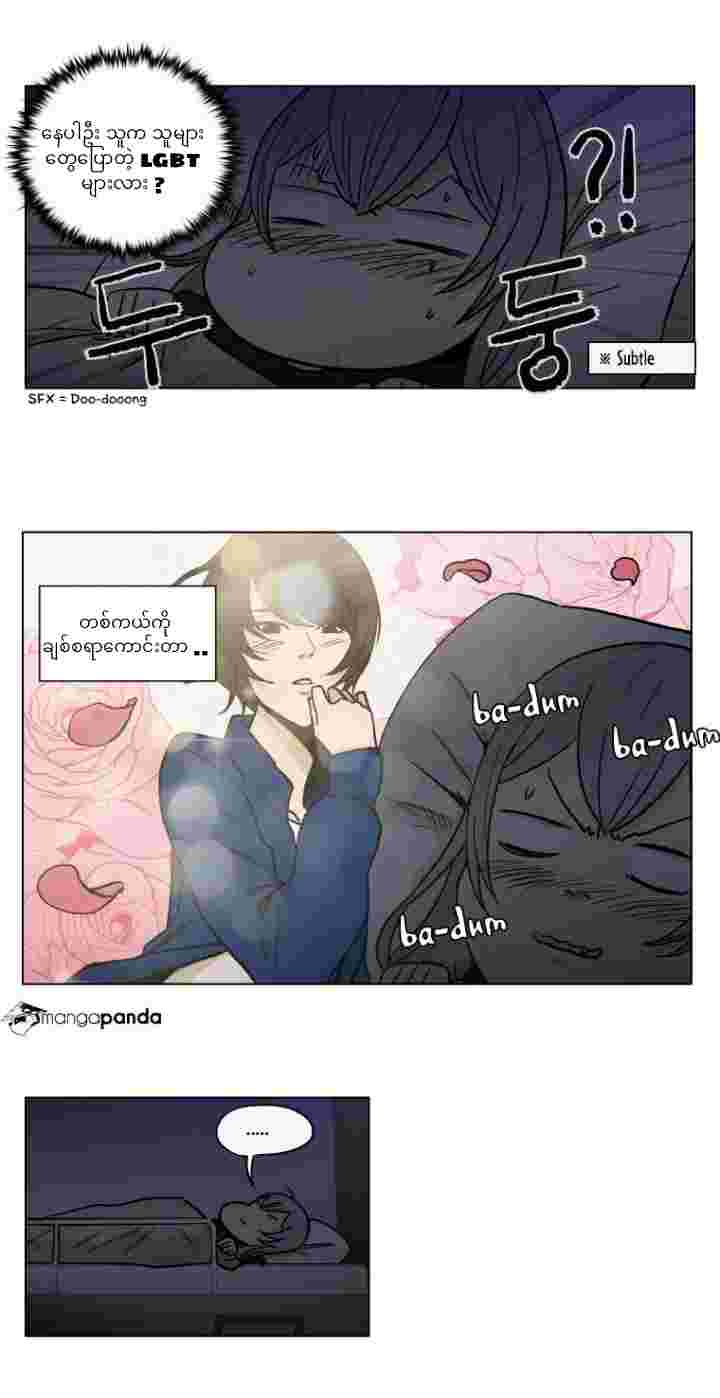 နေပါဦး သူက သူများ
တွေပြောတဲ့ LGBT
များလား ?
?!
두
둥
※ Subtle
SFX = Doo-dooong
တစ်ကယ်ကို
ချစ်စရာကောင်းတာ ..
ba-dum
ba-dum
ba-dum
mangapanda
.....